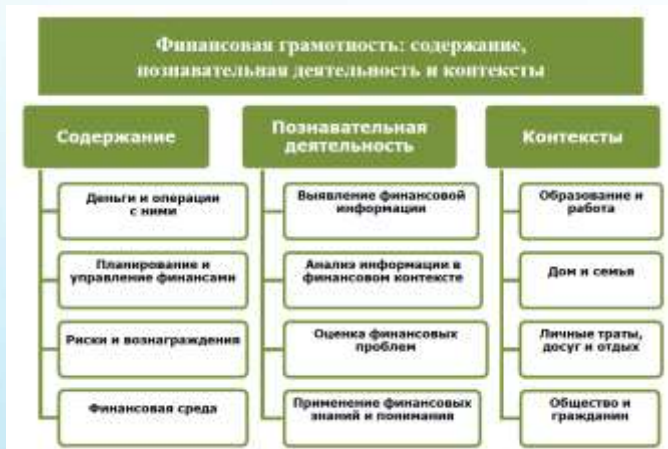 Финансовая грамотность: содержание,
познавательная деятельность и контексты
Содержание
Деньги и операции
с ними
Планирование и
управление финансами
Риски и вознаграждения
Финансовая среда
Познавательная
деятельность
Выявление финансовой
информации
Анализ информации в
финансовом контексте
Оценка финансовых
проблем
Применение финансовых
знаний и понимания
Контексты
Образование и
работа
Дом и семья
Личные траты,
досуг и отдых
Общество и
гражданин